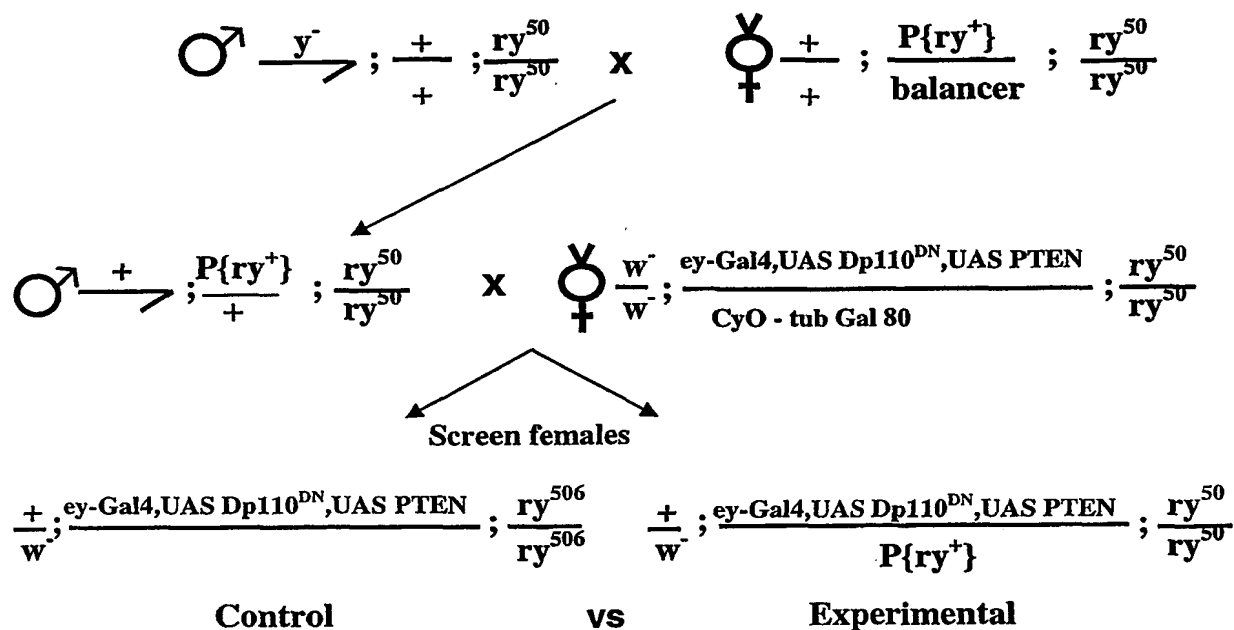 y⁻ ; + ; ry⁵⁰ x + ; P{ry⁺} ; ry⁵⁰
+ ry⁵⁰ + balancer ry⁵⁰
+ ; P{ry⁺} ; ry⁵⁰ x w⁻ ; ey-Gal4,UAS Dp110ᴰᴺ,UAS PTEN ; ry⁵⁰
+ ry⁵⁰ w⁻ CyO - tub Gal 80 ry⁵⁰
Screen females
+ ; ey-Gal4,UAS Dp110ᴰᴺ,UAS PTEN ; ry⁵⁰⁶ + ; ey-Gal4,UAS Dp110ᴰᴺ,UAS PTEN ; ry⁵⁰
w⁻ ry⁵⁰⁶ w⁻ P{ry⁺} ry⁵⁰
Control vs Experimental